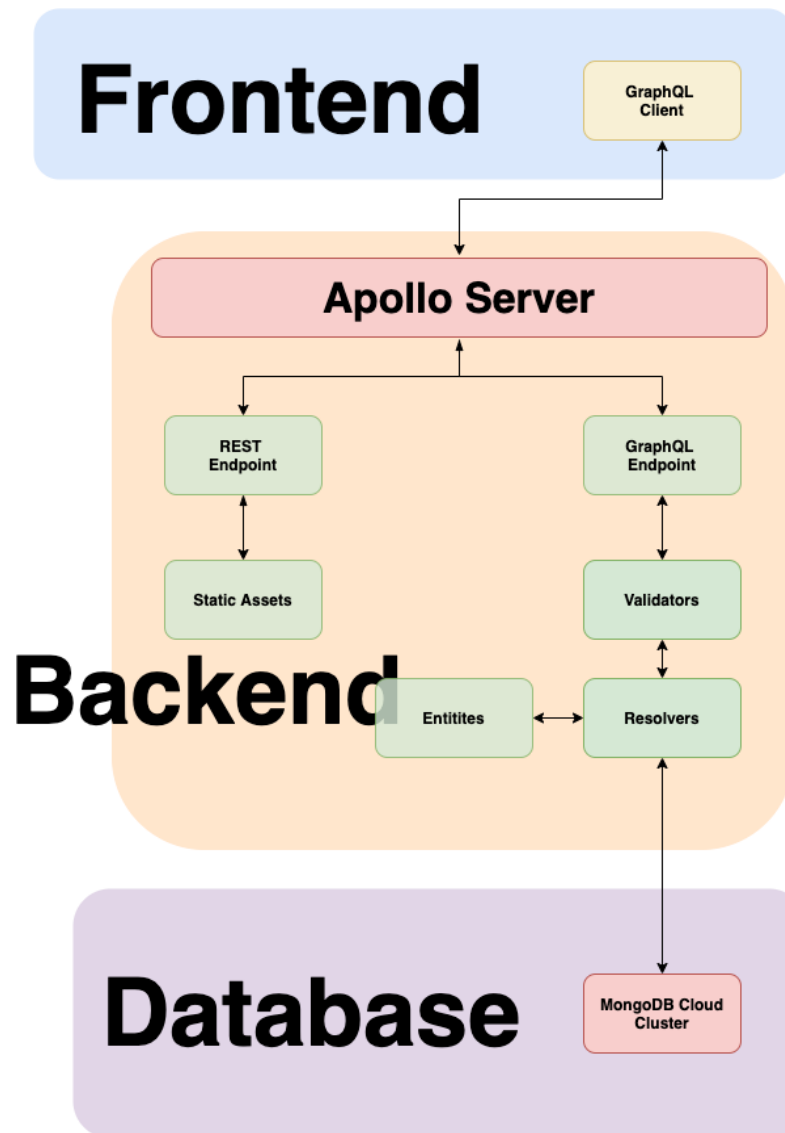 Frontend
GraphQL
Client
Apollo Server
REST
Endpoint
GraphQL
Endpoint
Static Assets
Validators
Backend
Entitites
Resolvers
Database
MongoDB Cloud
Cluster